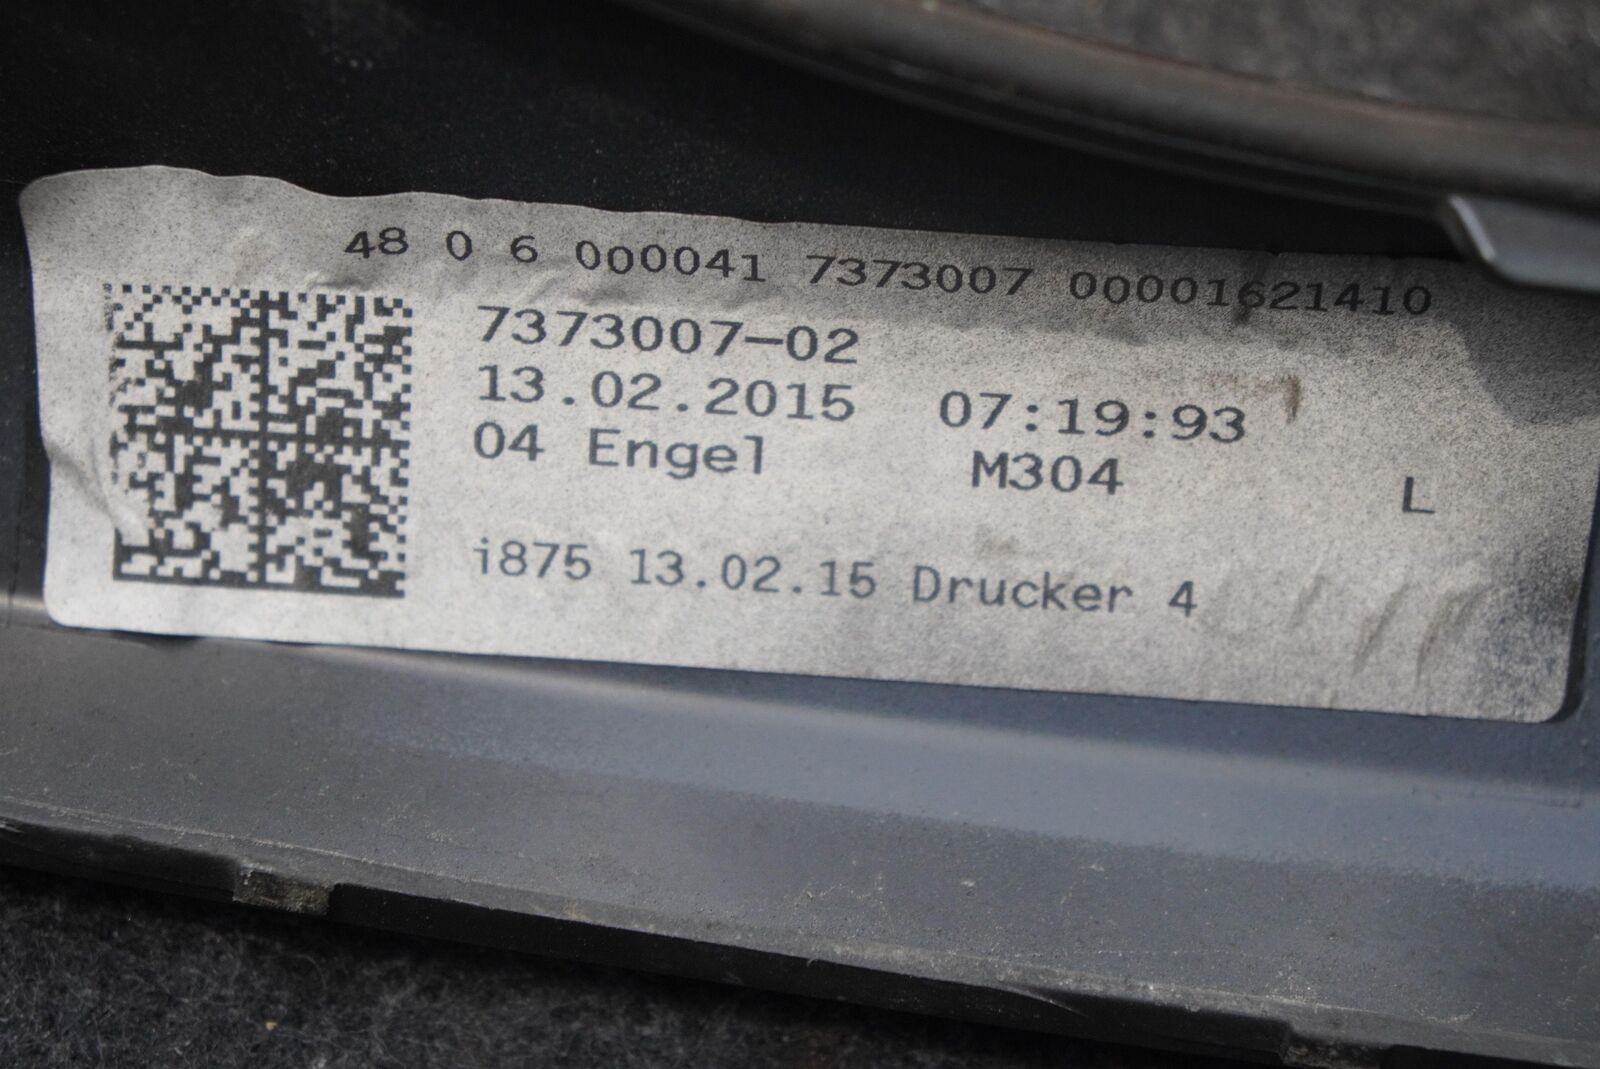 48 0 6 000041 7373007 00001621410
7373007-02
13.02.2015 07:19:93
04 Engel M304 L
i875 13.02.15 Drucker 4